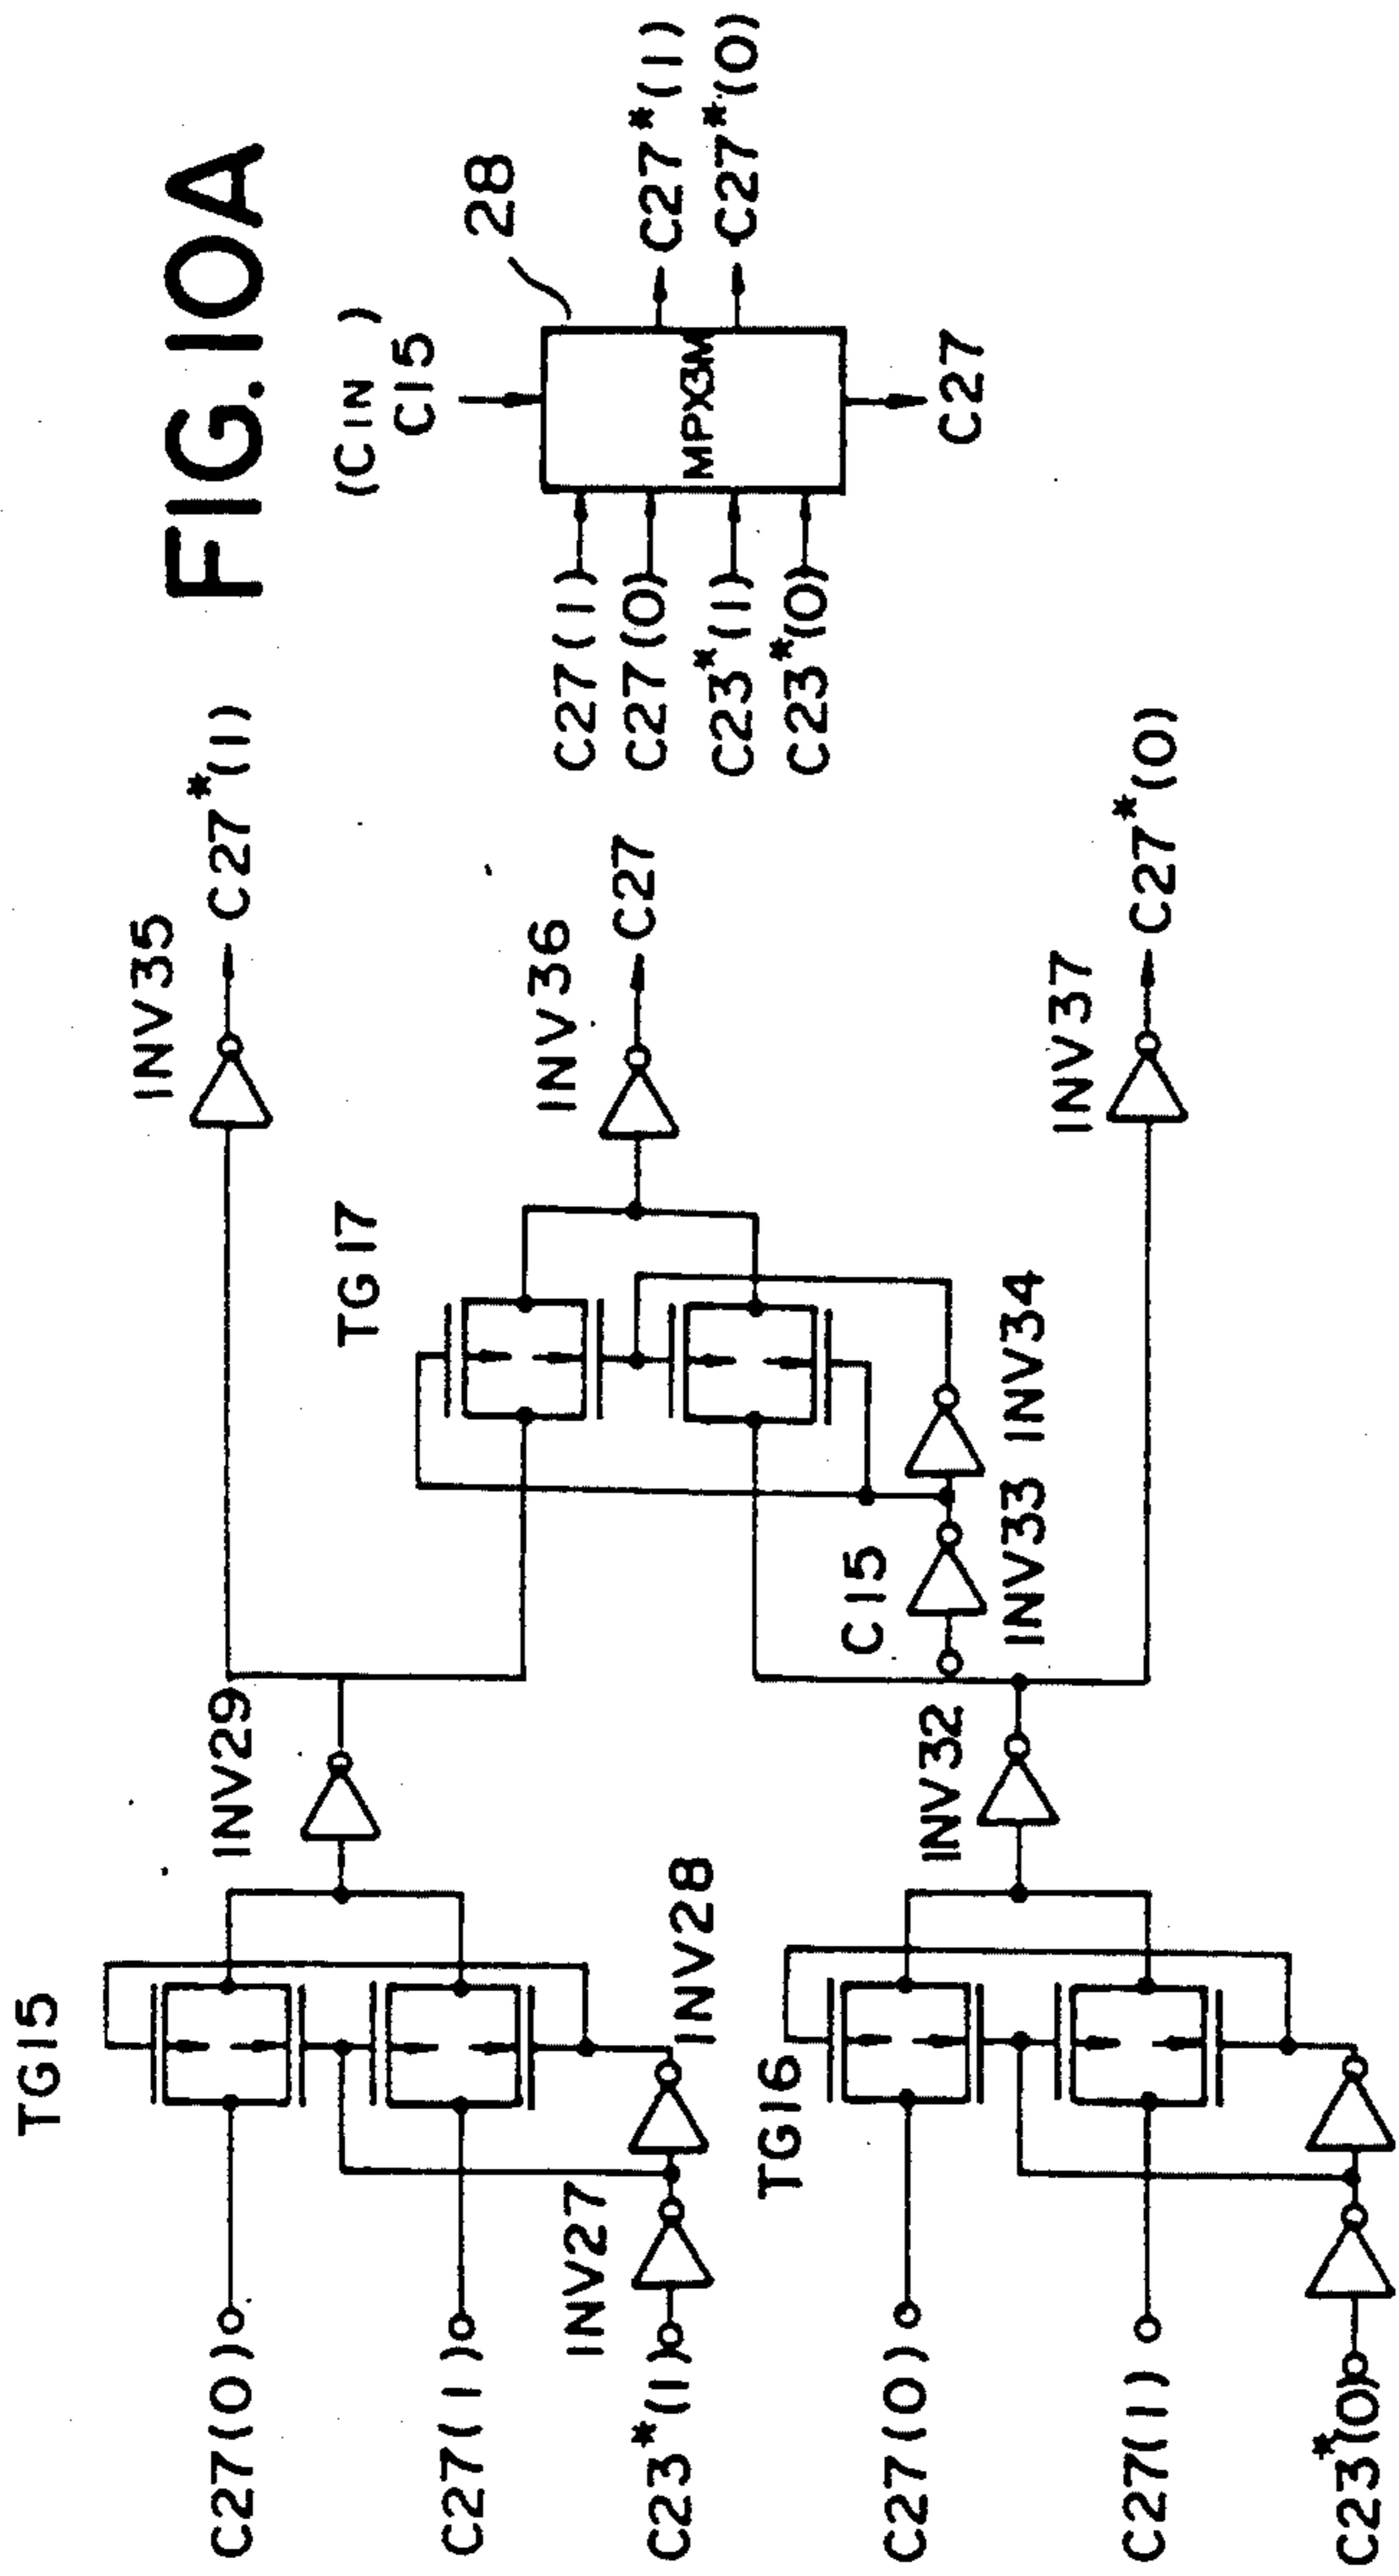 FIG. 10A
TG15
C27(0)
C27(1)
INV27
C23*(1)
INV28
INV29
INV35
C27*(1)
TG17
INV36
C27
C15
INV33 INV34
TG16
C27(0)
C27(1)
C23*(0)
INV32
INV37
C27*(0)
(CIN )
C15
28
C27(1)
C27(0)
C23*(1)
C23*(0)
MPX3M
C27*(1)
C27*(0)
C27